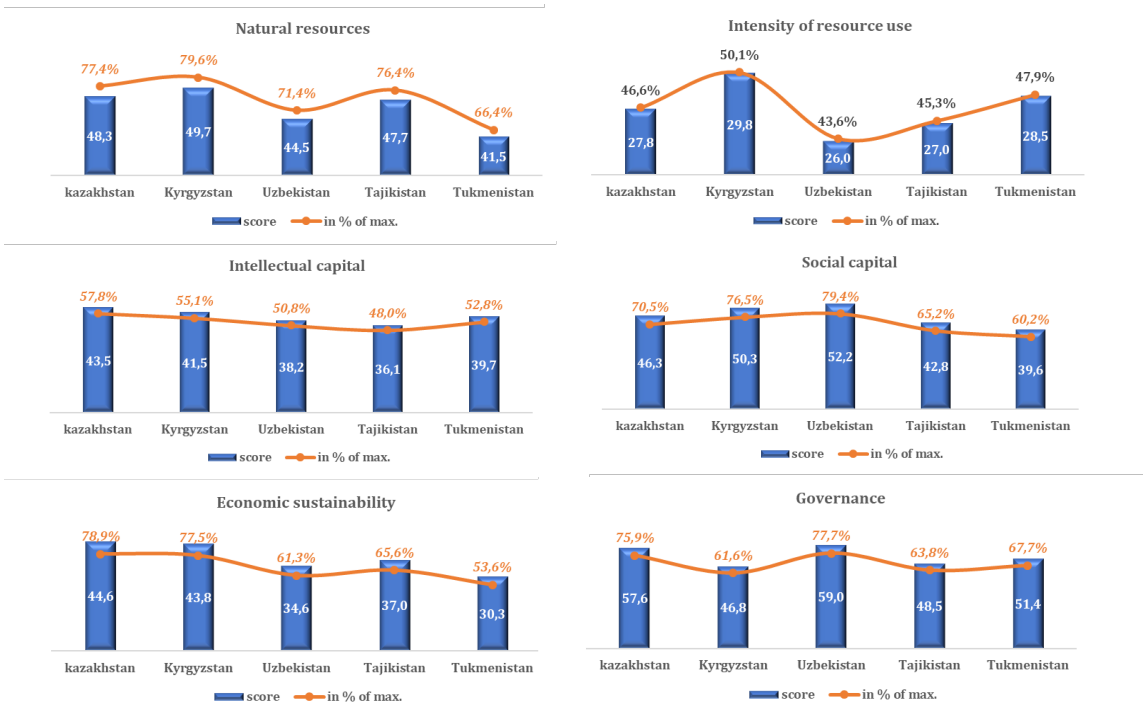 Natural resources
77,4% 79,6% 71,4% 76,4% 66,4%
48,3 49,7 44,5 47,7 41,5
kazakhstan Kyrgyzstan Uzbekistan Tajikistan Tukmenistan
score in % of max.
Intensity of resource use
46,6% 50,1% 43,6% 45,3% 47,9%
27,8 29,8 26,0 27,0 28,5
kazakhstan Kyrgyzstan Uzbekistan Tajikistan Tukmenistan
score in % of max.
Intellectual capital
57,8% 55,1% 50,8% 48,0% 52,8%
43,5 41,5 38,2 36,1 39,7
kazakhstan Kyrgyzstan Uzbekistan Tajikistan Tukmenistan
score in % of max.
Social capital
70,5% 76,5% 79,4% 65,2% 60,2%
46,3 50,3 52,2 42,8 39,6
kazakhstan Kyrgyzstan Uzbekistan Tajikistan Tukmenistan
score in % of max.
Economic sustainability
78,9% 77,5% 61,3% 65,6% 53,6%
44,6 43,8 34,6 37,0 30,3
kazakhstan Kyrgyzstan Uzbekistan Tajikistan Tukmenistan
score in % of max.
Governance
75,9% 61,6% 77,7% 63,8% 67,7%
57,6 46,8 59,0 48,5 51,4
kazakhstan Kyrgyzstan Uzbekistan Tajikistan Tukmenistan
score in % of max.